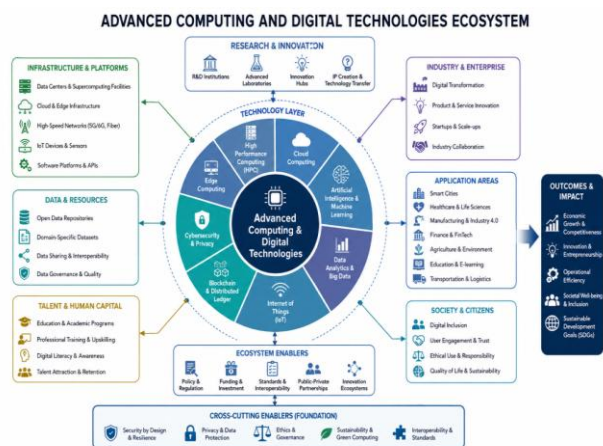 ADVANCED COMPUTING AND DIGITAL TECHNOLOGIES ECOSYSTEM
RESEARCH & INNOVATION
R&D Institutions
Advanced
Laboratories
Innovation
Hubs
IP Creation &
Technology Transfer
INFRASTRUCTURE & PLATFORMS
Data Centers & Supercomputing Facilities
Cloud & Edge Infrastructure
High-Speed Networks (5G/6G, Fiber)
IoT Devices & Sensors
Software Platforms & APIs
DATA & RESOURCES
Open Data Repositories
Domain-Specific Datasets
Data Sharing & Interoperability
Data Governance & Quality
TALENT & HUMAN CAPITAL
Education & Academic Programs
Professional Training & Upskilling
Digital Literacy & Awareness
Talent Attraction & Retention
TECHNOLOGY LAYER
High
Performance
Computing
(HPC)
Cloud
Computing
Edge
Computing
Artificial
Intelligence &
Machine
Learning
Cybersecurity
& Privacy
Advanced
Computing &
Digital
Technologies
Data
Analytics &
Big Data
Blockchain
& Distributed
Ledger
Internet of
Things (IoT)
INDUSTRY & ENTERPRISE
Digital Transformation
Product & Service Innovation
Startups & Scale-ups
Industry Collaboration
APPLICATION AREAS
Smart Cities
Healthcare & Life Sciences
Manufacturing & Industry 4.0
Finance & FinTech
Agriculture & Environment
Education & E-learning
Transportation & Logistics
SOCIETY & CITIZENS
Digital Inclusion
User Engagement & Trust
Ethical Use & Responsibility
Quality of Life & Sustainability
OUTCOMES &
IMPACT
Economic
Growth &
Competitiveness
Innovation &
Entrepreneurship
Operational
Efficiency
Societal Well-being
& Inclusion
Sustainable
Development
Goals (SDGs)
ECOSYSTEM ENABLERS
Policy &
Regulation
Funding &
Investment
Standards &
Interoperability
Public-Private
Partnerships
Innovation
Ecosystems
CROSS-CUTTING ENABLERS (FOUNDATION)
Security by Design
& Resilience
Privacy & Data
Protection
Ethics &
Governance
Sustainability &
Green Computing
Interoperability &
Standards